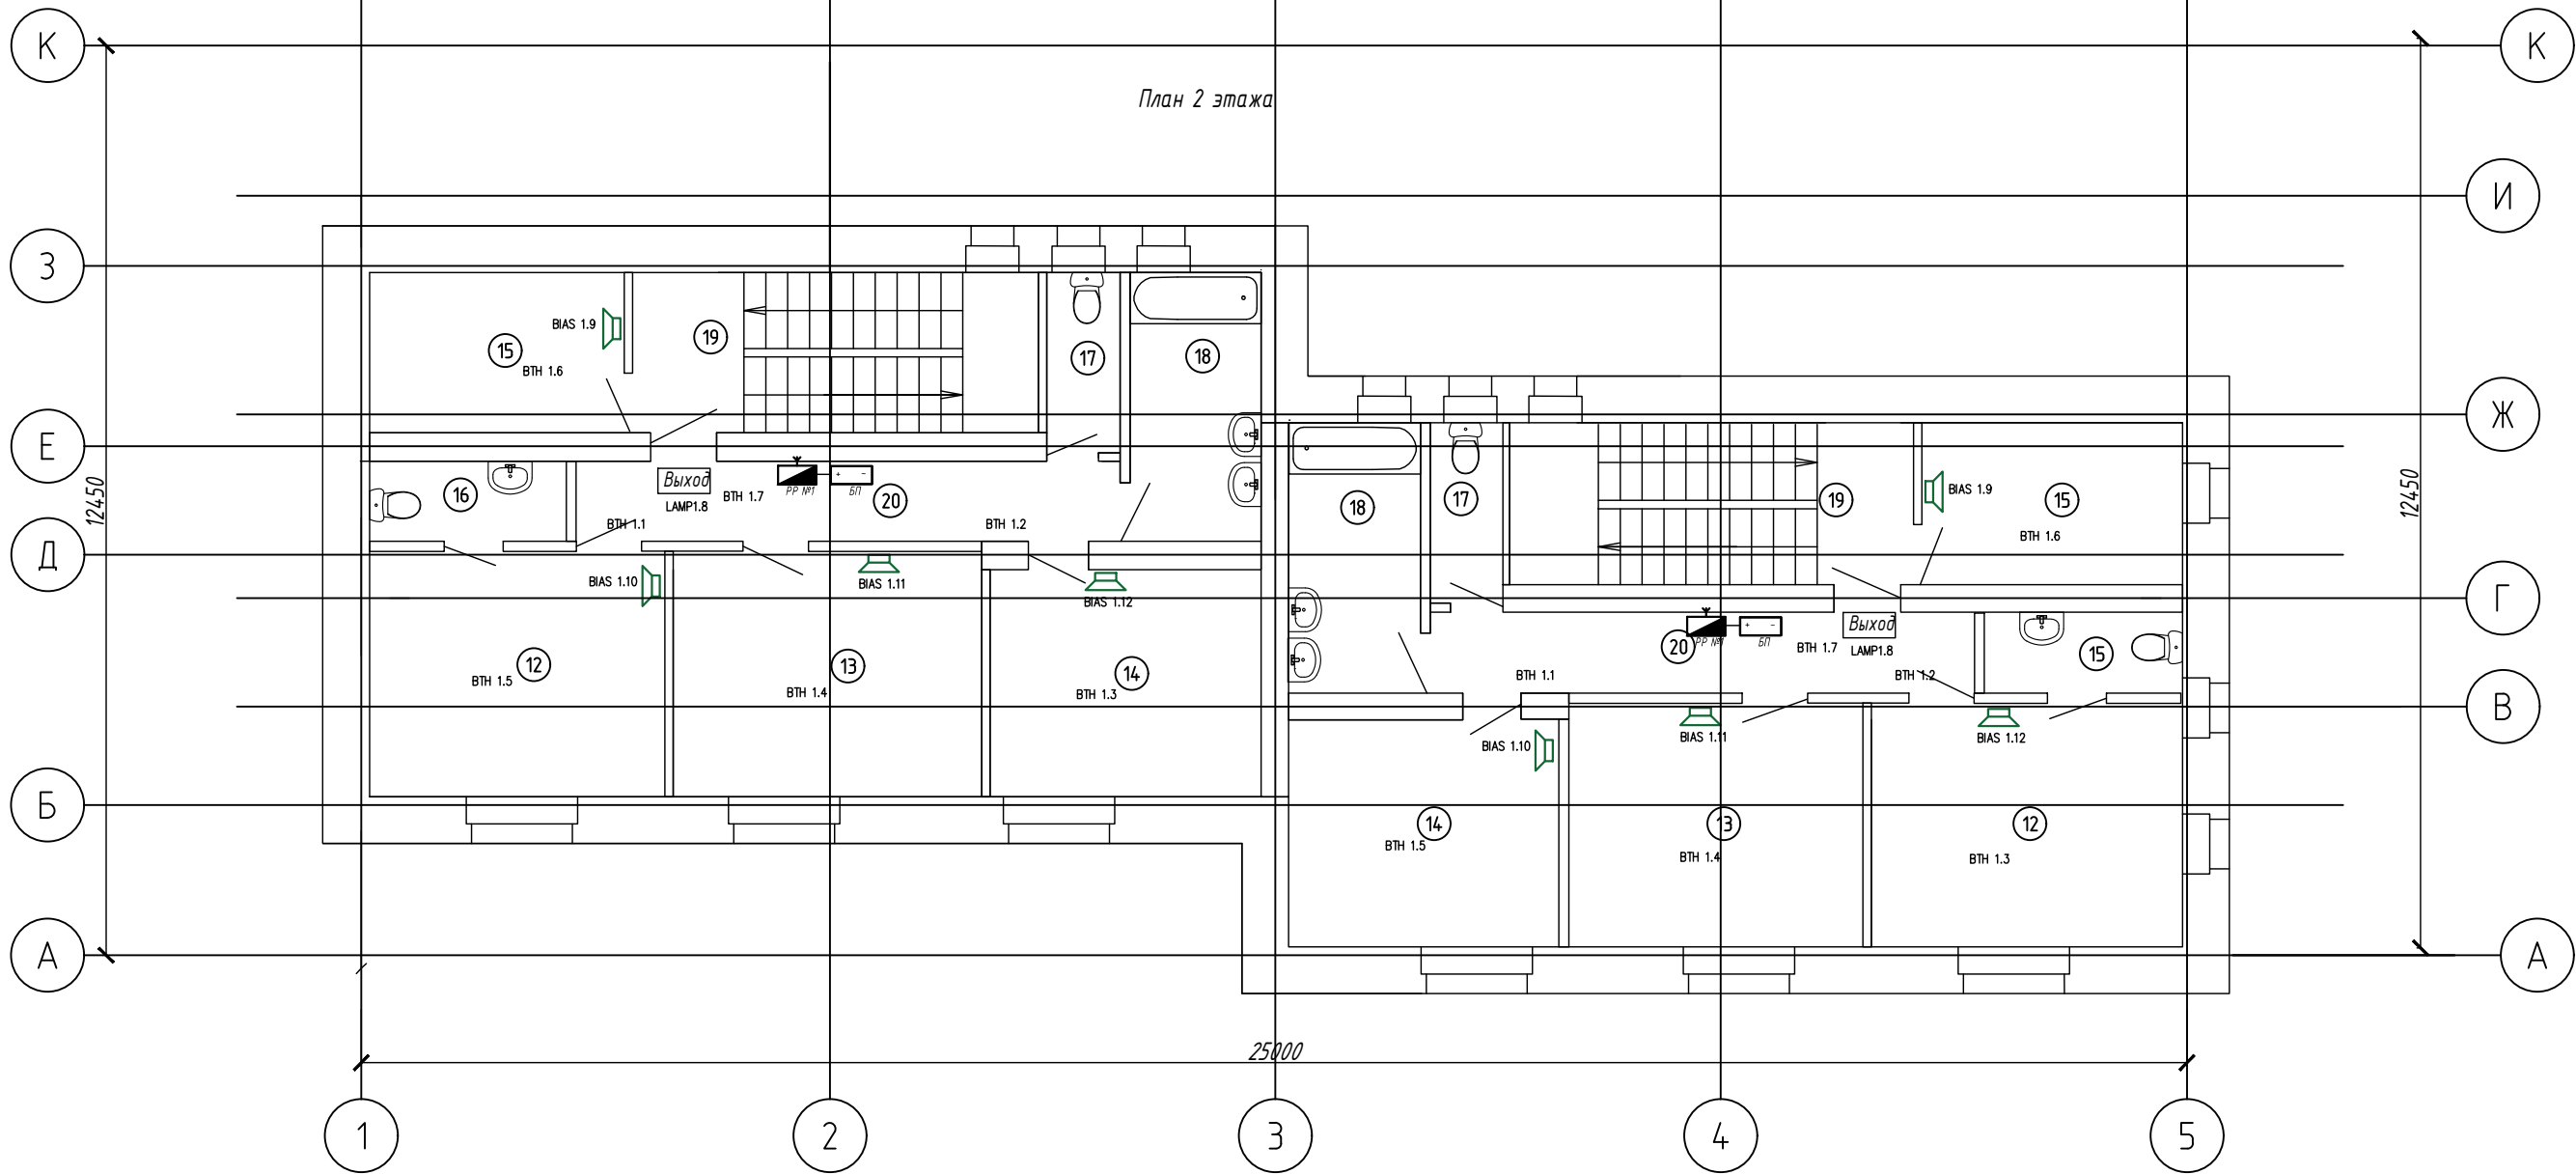 К
К
План 2 этажа
И
З
BIAS 1.9
19
15
BTH 1.6
17
18
Ж
Е
12450
16
Выход
LAMP1.8
BTH 1.7
РР №1
БП
20
BTH 1.1
BTH 1.2
18
17
19
BIAS 1.9
15
BTH 1.6
12450
Д
BIAS 1.10
BIAS 1.11
BIAS 1.12
Г
20
РР №1
БП
BTH 1.7
Выход
LAMP1.8
15
12
BTH 1.5
13
BTH 1.4
14
BTH 1.3
BTH 1.1
BTH 1.2
В
BIAS 1.10
BIAS 1.11
BIAS 1.12
Б
14
BTH 1.5
13
BTH 1.4
12
BTH 1.3
А
А
25000
1
2
3
4
5